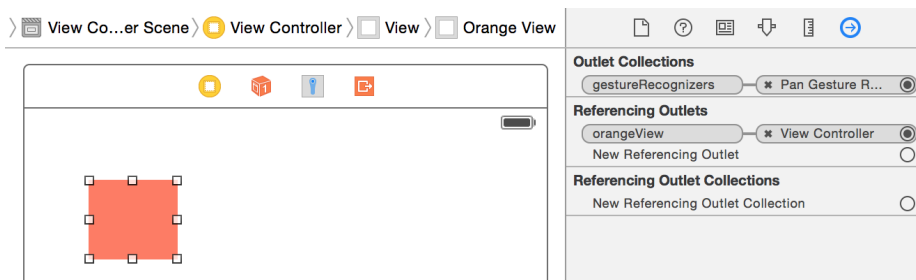 View Co...er Scene View Controller View Orange View
Outlet Collections
gestureRecognizers Pan Gesture R...
Referencing Outlets
orangeView View Controller
New Referencing Outlet
Referencing Outlet Collections
New Referencing Outlet Collection